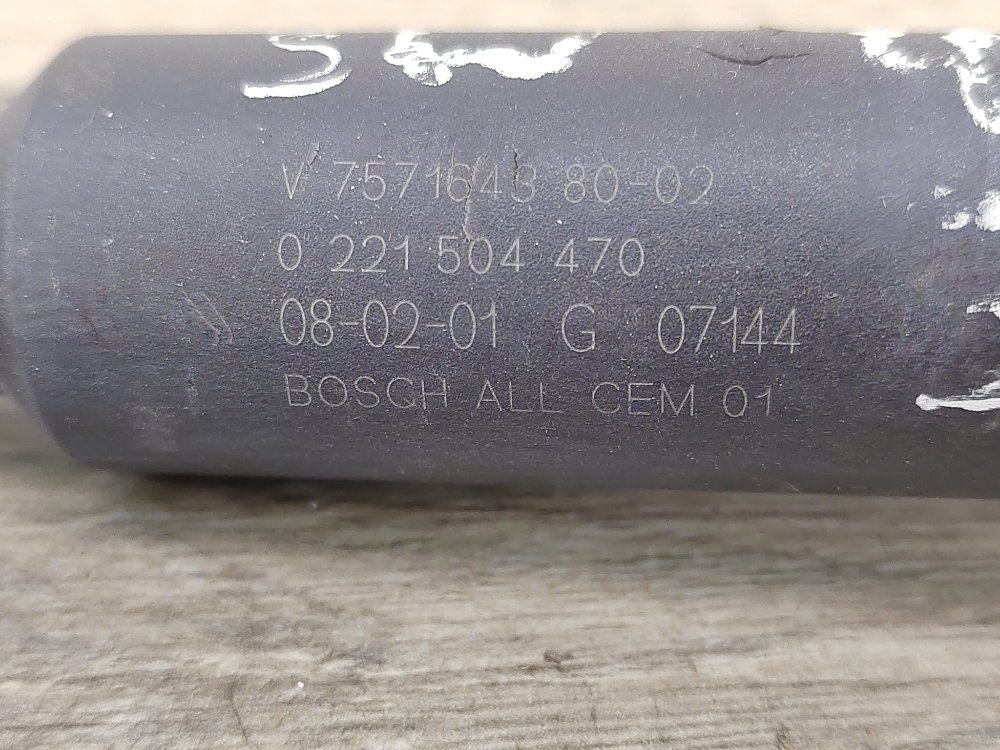 V 7571643 80-02
0 221 504 470
08-02-01 G 07144
BOSCH ALL CEM 01